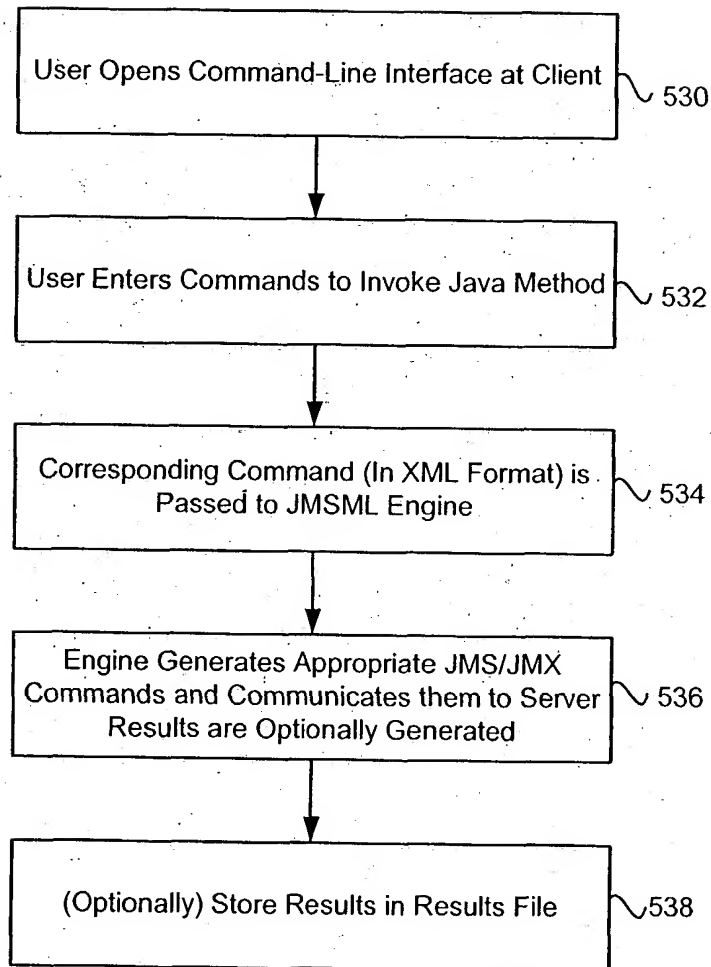 User Opens Command-Line Interface at Client
530
User Enters Commands to Invoke Java Method
532
Corresponding Command (In XML Format) is
Passed to JMSML Engine
534
Engine Generates Appropriate JMS/JMX
Commands and Communicates them to Server
Results are Optionally Generated
536
(Optionally) Store Results in Results File
538